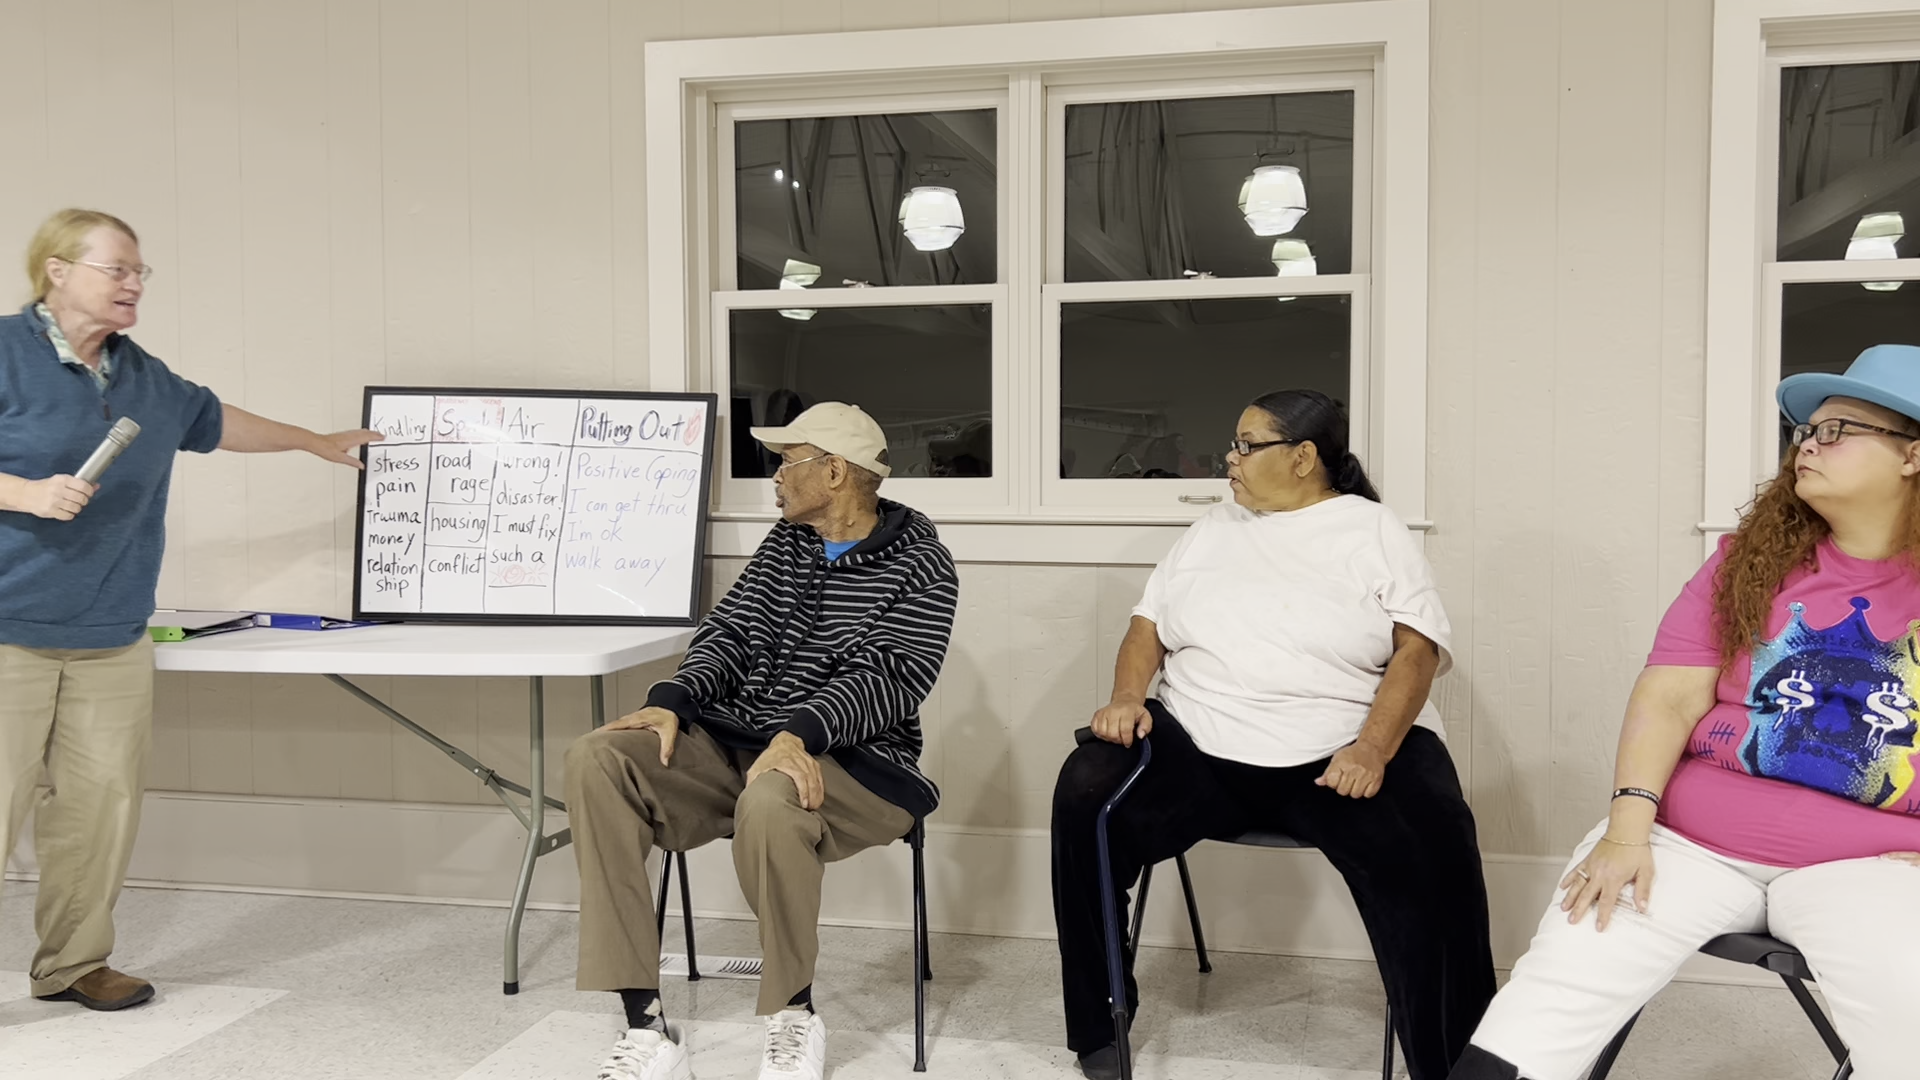 Kindling
Spark
Air
Putting Out
stress
pain
Trauma
money
relation
ship
road
rage
housing
conflict
wrong!
disaster!
I must fix
such a
Positive Coping
I can get thru
I'm ok
walk away